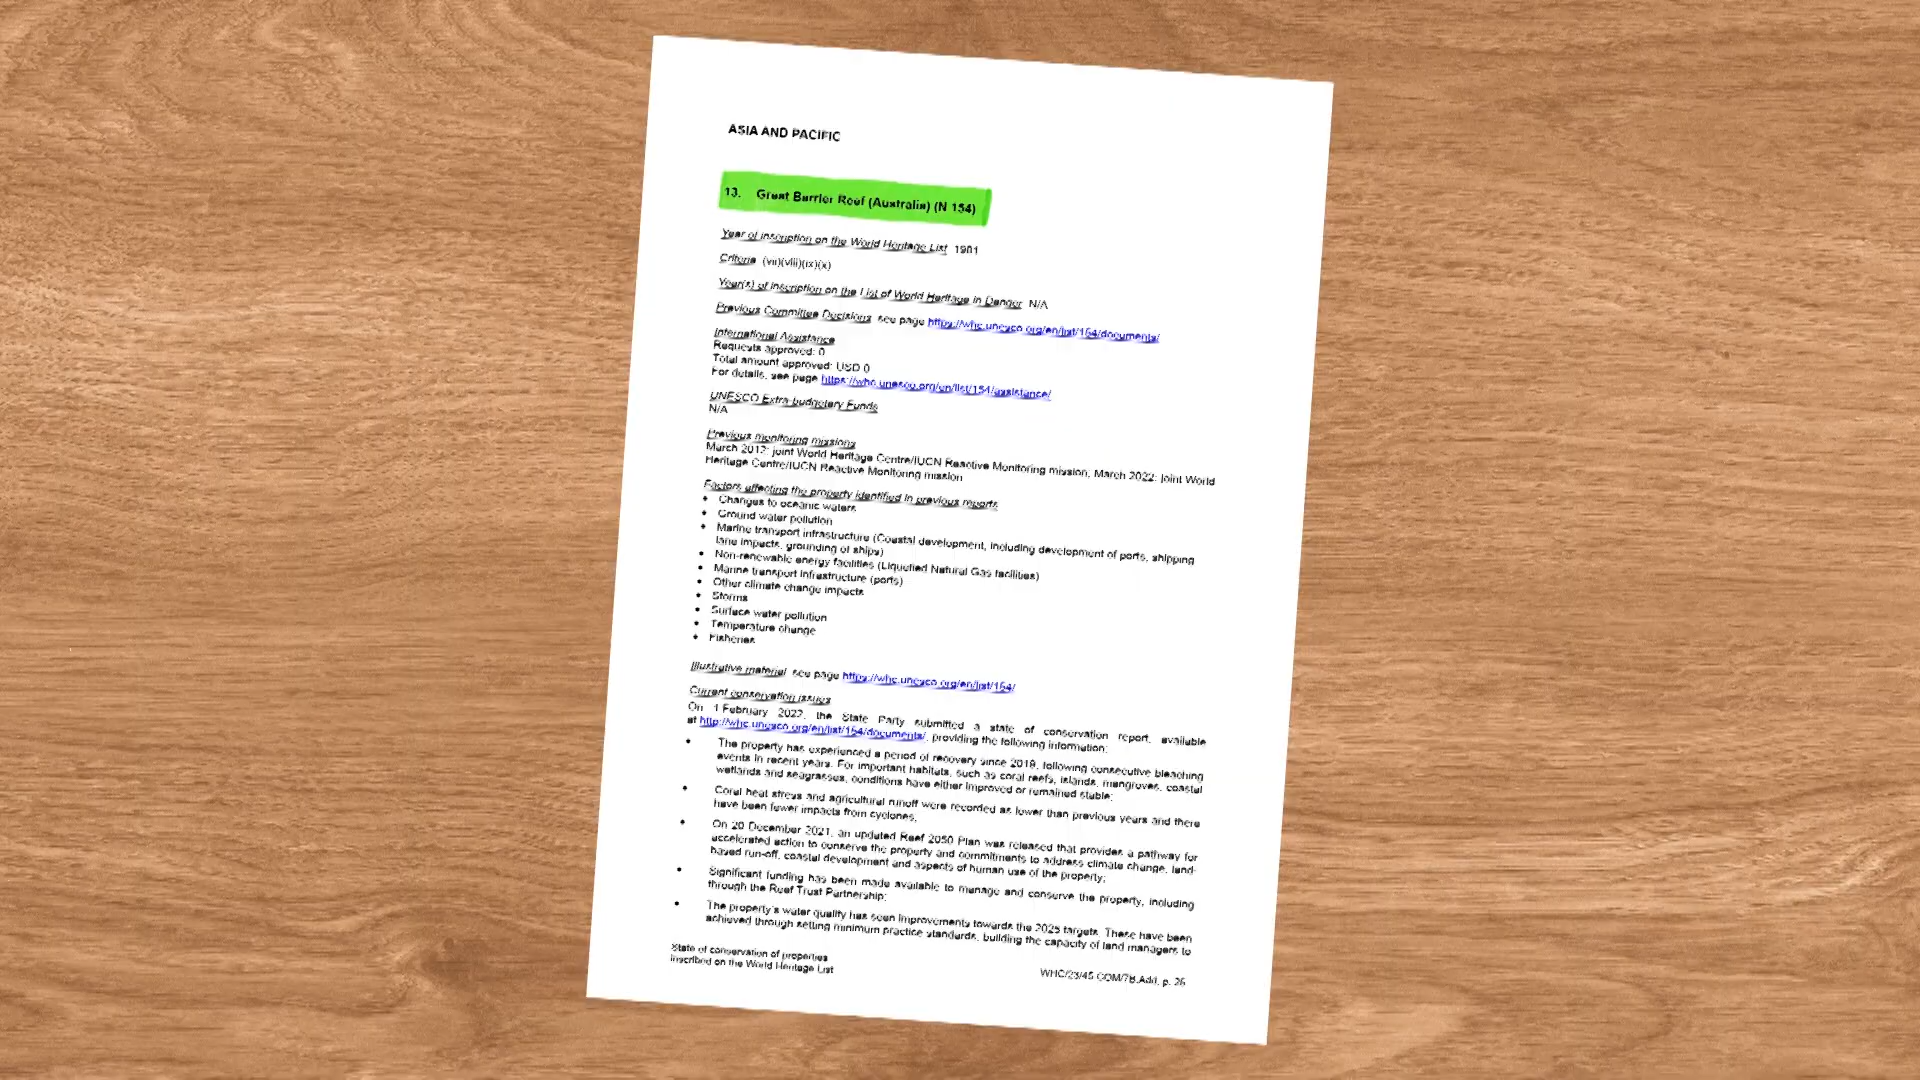 ASIA AND PACIFIC
13. Great Barrier Reef (Australia) (N 154)
Year of inscription on the World Heritage List 1981
Criteria (vii)(viii)(ix)(x)
Year(s) of inscription on the List of World Heritage in Danger N/A
Previous Committee Decisions see page https://whc.unesco.org/en/list/154/documents/
International Assistance
Requests approved: 0
Total amount approved: USD 0
For details, see page https://whc.unesco.org/en/list/154/assistance/
UNESCO Extra-budgetary Funds
N/A
Previous monitoring missions
March 2012: joint World Heritage Centre/IUCN Reactive Monitoring mission; March 2022: joint World
Heritage Centre/IUCN Reactive Monitoring mission
Factors affecting the property identified in previous reports
• Changes to oceanic waters
• Ground water pollution
• Marine transport infrastructure (Coastal development, including development of ports, shipping
lane impacts, grounding of ships)
• Non-renewable energy facilities (Liquefied Natural Gas facilities)
• Marine transport infrastructure (ports)
• Other climate change impacts
• Storms
• Surface water pollution
• Temperature change
• Fisheries
Illustrative material see page https://whc.unesco.org/en/list/154/
Current conservation issues
On 1 February 2022, the State Party submitted a state of conservation report, available
at http://whc.unesco.org/en/list/154/documents/, providing the following information:
• The property has experienced a period of recovery since 2019, following consecutive bleaching
events in recent years. For important habitats, such as coral reefs, islands, mangroves, coastal
wetlands and seagrasses, conditions have either improved or remained stable;
• Coral heat stress and agricultural runoff were recorded as lower than previous years and there
have been fewer impacts from cyclones;
• On 20 December 2021, an updated Reef 2050 Plan was released that provides a pathway for
accelerated action to conserve the property and commitments to address climate change, land-
based run-off, coastal development and aspects of human use of the property;
• Significant funding has been made available to manage and conserve the property, including
through the Reef Trust Partnership;
• The property's water quality has seen improvements towards the 2025 targets. These have been
achieved through setting minimum practice standards, building the capacity of land managers to
State of conservation of properties
inscribed on the World Heritage List
WHC/23/45.COM/7B.Add, p. 26